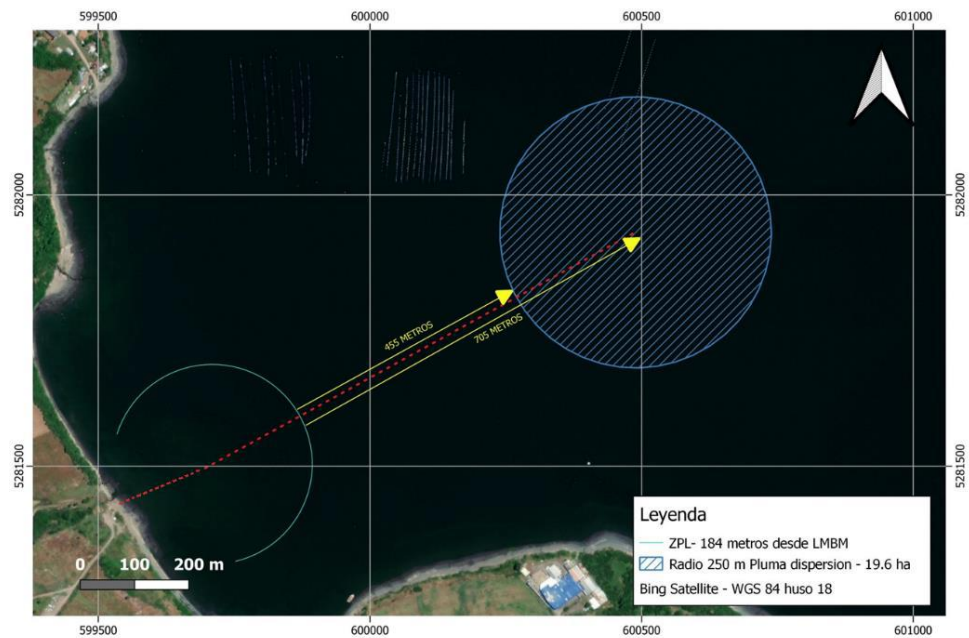 599500 600000 600500 601000
5282000 5282000
455 METROS
705 METROS
5281500 5281500
Leyenda
ZPL- 184 metros desde LMBM
Radio 250 m Pluma dispersion - 19.6 ha
Bing Satellite - WGS 84 huso 18
0 100 200 m
599500 600000 600500 601000